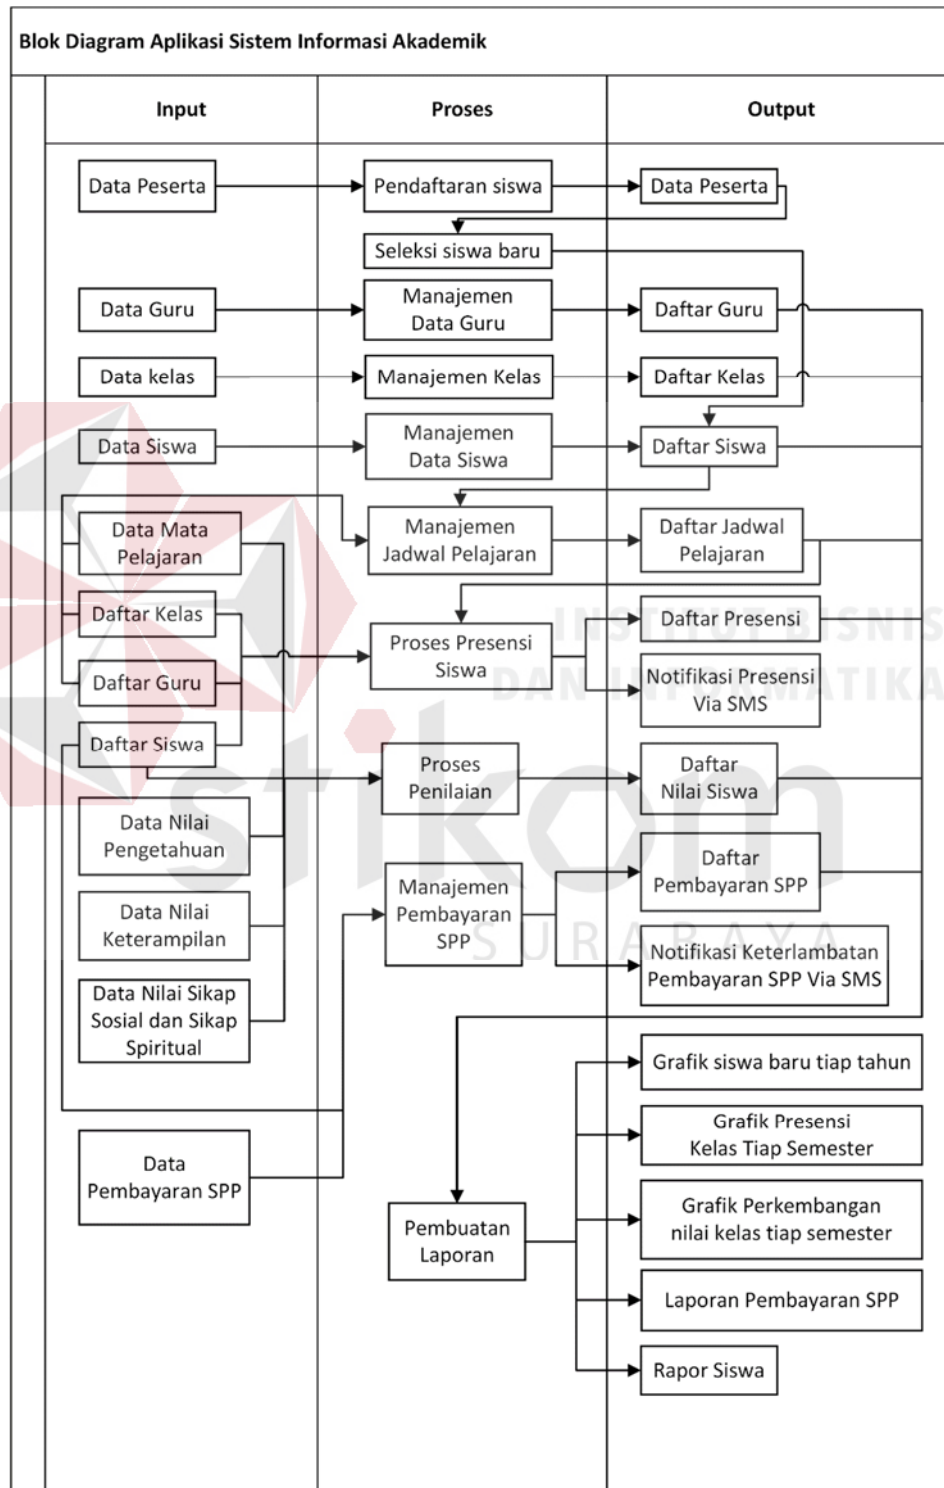 Blok Diagram Aplikasi Sistem Informasi Akademik
Input
Proses
Output
Data Peserta
Pendaftaran siswa
Data Peserta
Seleksi siswa baru
Data Guru
Manajemen
Data Guru
Daftar Guru
Data kelas
Manajemen Kelas
Daftar Kelas
Data Siswa
Manajemen
Data Siswa
Daftar Siswa
Data Mata
Pelajaran
Manajemen
Jadwal Pelajaran
Daftar Jadwal
Pelajaran
Daftar Kelas
Proses Presensi
Siswa
Daftar Presensi
Daftar Guru
Notifikasi Presensi
Via SMS
Daftar Siswa
Proses
Penilaian
Daftar
Nilai Siswa
Data Nilai
Pengetahuan
Manajemen
Pembayaran
SPP
Daftar
Pembayaran SPP
Data Nilai
Keterampilan
Notifikasi Keterlambatan
Pembayaran SPP Via SMS
Data Nilai Sikap
Sosial dan Sikap
Spiritual
Grafik siswa baru tiap tahun
Grafik Presensi
Kelas Tiap Semester
Data
Pembayaran SPP
Pembuatan
Laporan
Grafik Perkembangan
nilai kelas tiap semester
Laporan Pembayaran SPP
Rapor Siswa
INSTITUT BISNIS
DAN INFORMATIKA
stikom
SURABAYA